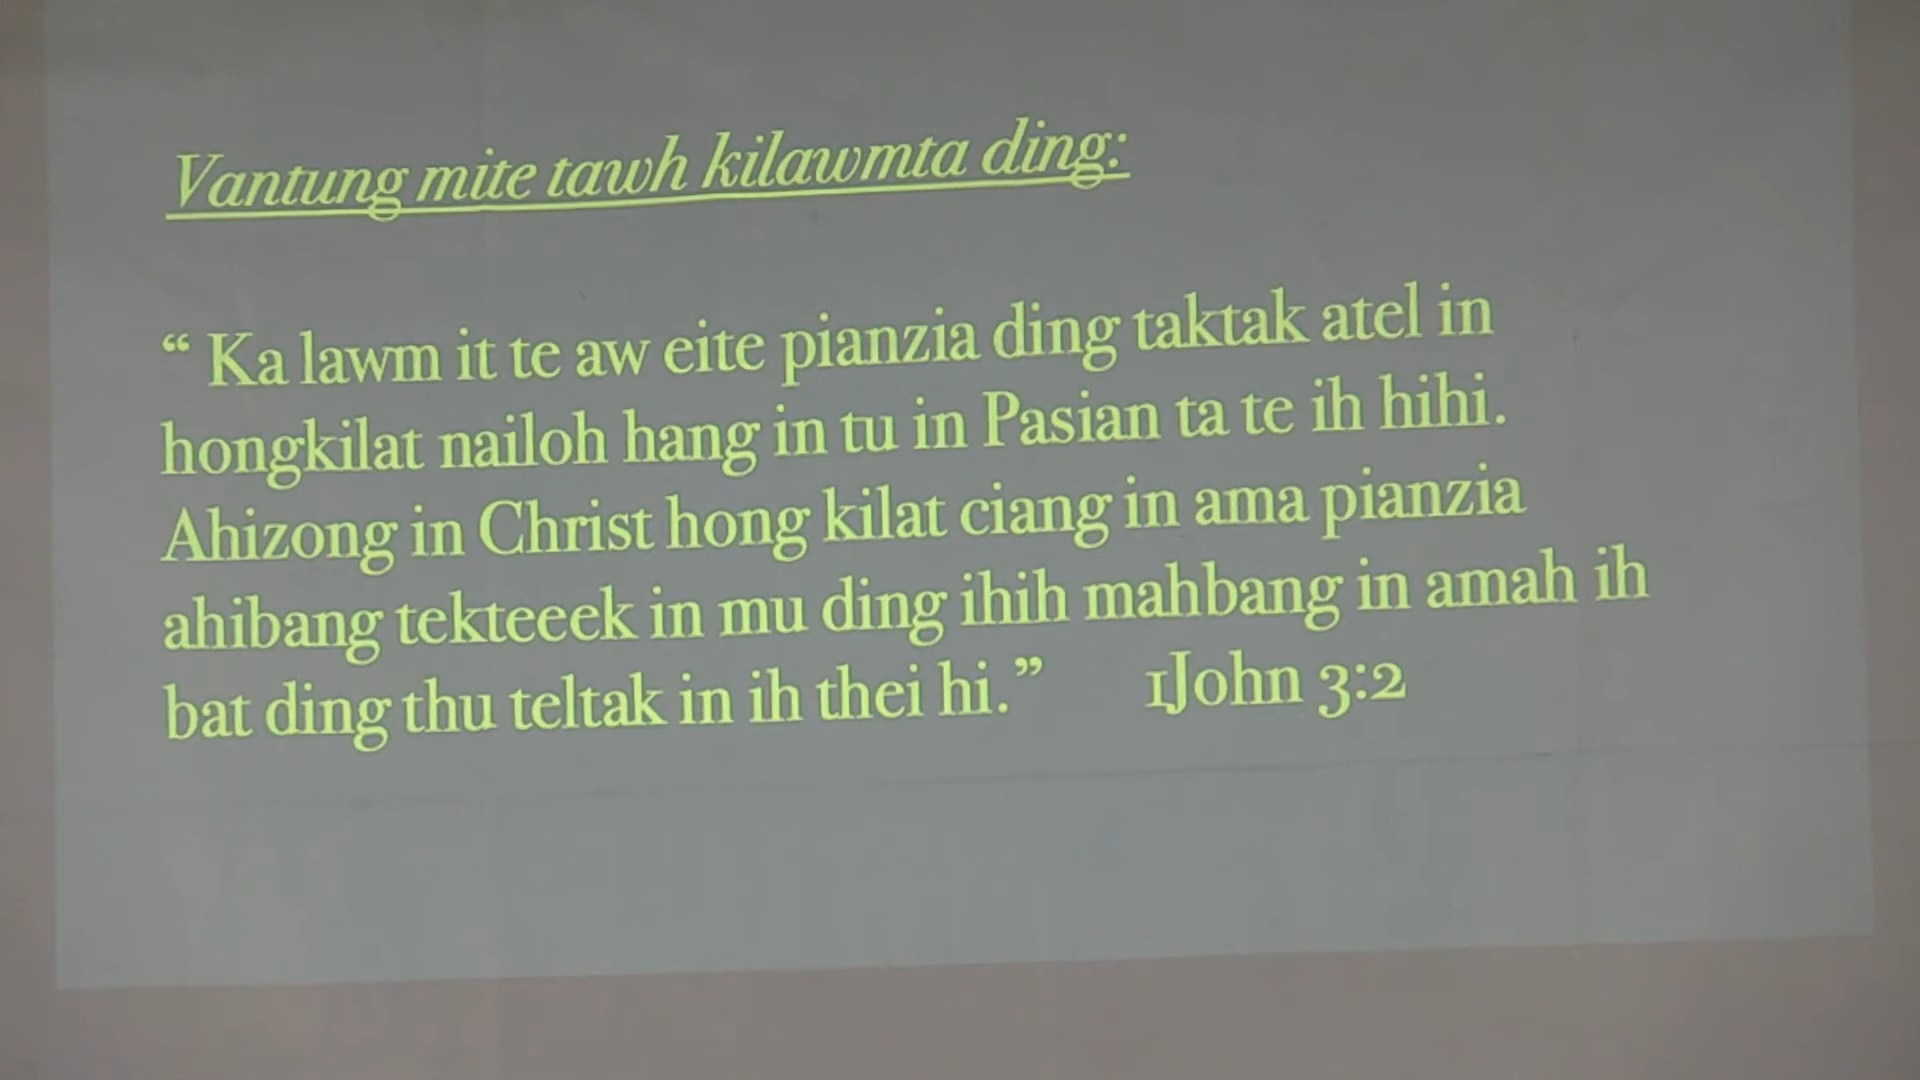 Vantung mite tawh kilawmta ding:
“ Ka lawm it te aw eite pianzia ding taktak atel in
hongkilat nailoh hang in tu in Pasian ta te ih hihi.
Ahizong in Christ hong kilat ciang in ama pianzia
ahibang tekteeek in mu ding ihih mahbang in amah ih
bat ding thu teltak in ih thei hi.” 1John 3:2